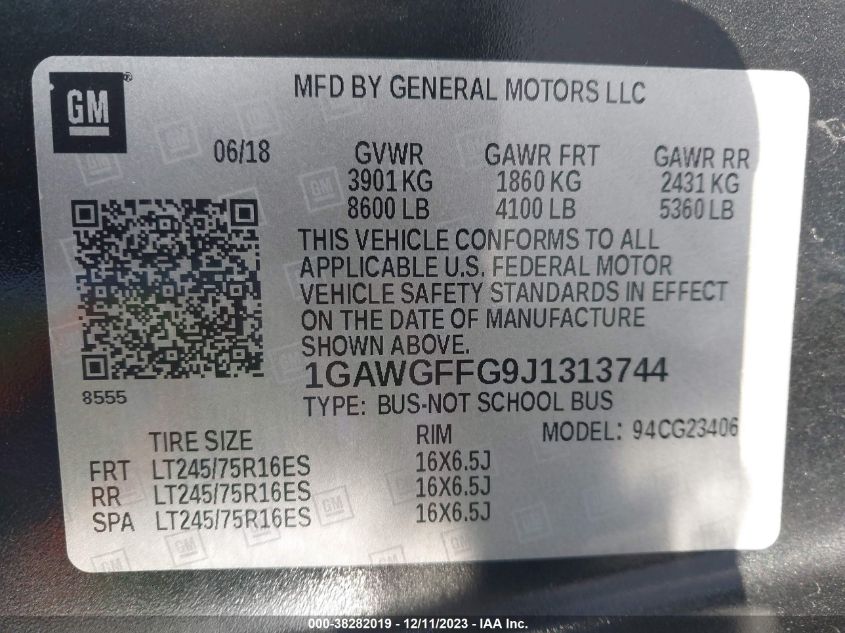 GM
MFD BY GENERAL MOTORS LLC
06/18 GVWR GAWR FRT GAWR RR
3901 KG 1860 KG 2431 KG
8600 LB 4100 LB 5360 LB
THIS VEHICLE CONFORMS TO ALL
APPLICABLE U.S. FEDERAL MOTOR
VEHICLE SAFETY STANDARDS IN EFFECT
ON THE DATE OF MANUFACTURE
SHOWN ABOVE.
1GAWGFFG9J1313744
8555
TYPE: BUS-NOT SCHOOL BUS
TIRE SIZE RIM MODEL: 94CG23406
FRT LT245/75R16ES 16X6.5J
RR LT245/75R16ES 16X6.5J
SPA LT245/75R16ES 16X6.5J
000-38282019 - 12/11/2023 - IAA Inc.